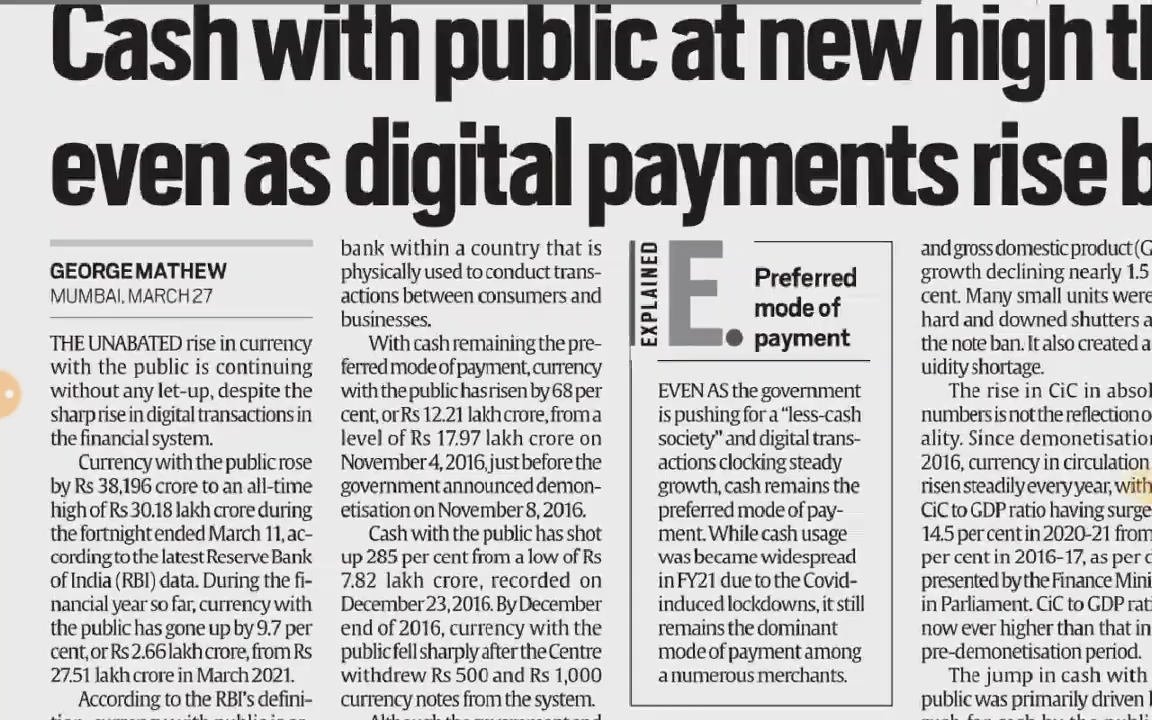 Cash with public at new high
even as digital payments rise
GEORGE MATHEW
MUMBAI, MARCH 27
THE UNABATED rise in currency
with the public is continuing
without any let-up, despite the
sharp rise in digital transactions in
the financial system.
Currency with the public rose
by Rs 38,196 crore to an all-time
high of Rs 30.18 lakh crore during
the fortnight ended March 11, ac-
cording to the latest Reserve Bank
of India (RBI) data. During the fi-
nancial year so far, currency with
the public has gone up by 9.7 per
cent, or Rs 2.66 lakh crore, from Rs
27.51 lakh crore in March 2021.
According to the RBI's defini-
bank within a country that is
physically used to conduct trans-
actions between consumers and
businesses.
With cash remaining the pre-
ferred mode of payment, currency
with the public has risen by 68 per
cent, or Rs 12.21 lakh crore, from a
level of Rs 17.97 lakh crore on
November 4, 2016, just before the
government announced demon-
etisation on November 8, 2016.
Cash with the public has shot
up 285 per cent from a low of Rs
7.82 lakh crore, recorded on
December 23, 2016. By December
end of 2016, currency with the
public fell sharply after the Centre
withdrew Rs 500 and Rs 1,000
currency notes from the system.
EXPLAINED
E.
Preferred
mode of
payment
EVEN AS the government
is pushing for a "less-cash
society" and digital trans-
actions clocking steady
growth, cash remains the
preferred mode of pay-
ment. While cash usage
was became widespread
in FY21 due to the Covid-
induced lockdowns, it still
remains the dominant
mode of payment among
a numerous merchants.
and gross domestic product
growth declining nearly 1.5
cent. Many small units were
hard and downed shutters
the note ban. It also created a
uidity shortage.
The rise in CiC in
numbers is not the reflection
ality. Since
2016, currency in circulation
risen steadily every year, with
CiC to GDP ratio having
14.5 per cent in 2020-21 from
per cent in 2016-17, as per
presented by the Finance
in Parliament. CiC to GDP
now ever higher than that in
pre-demonetisation period.
The jump in cash with
public was primarily driven